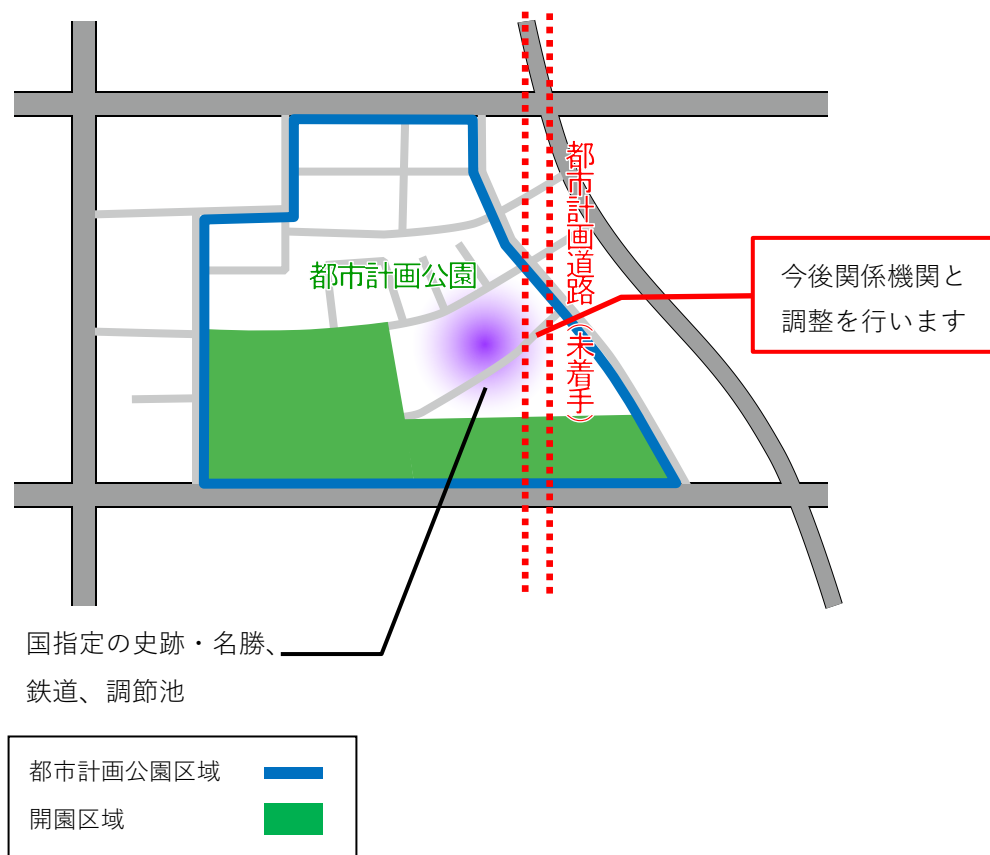 都市計画道路(未着手)
都市計画公園
今後関係機関と
調整を行います
国指定の史跡・名勝、
鉄道、調節池
都市計画公園区域
開園区域